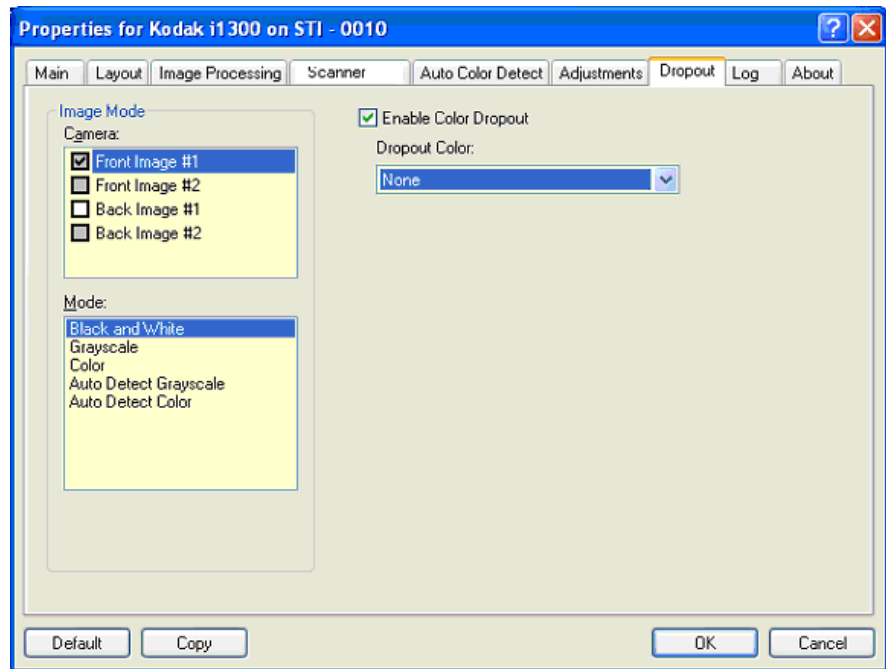 Properties for Kodak i1300 on STI - 0010
Main Layout Image Processing Scanner Auto Color Detect Adjustments Dropout Log About
Image Mode
Camera:
Front Image #1
Front Image #2
Back Image #1
Back Image #2
Mode:
Black and White
Grayscale
Color
Auto Detect Grayscale
Auto Detect Color
Enable Color Dropout
Dropout Color:
None
Default Copy OK Cancel